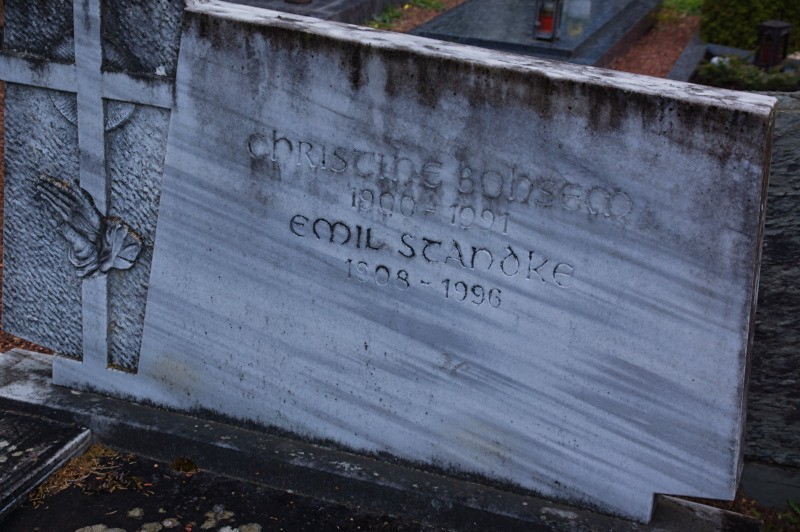 Christine Bohsem
1900 - 1991
Emil Standke
1908 - 1996